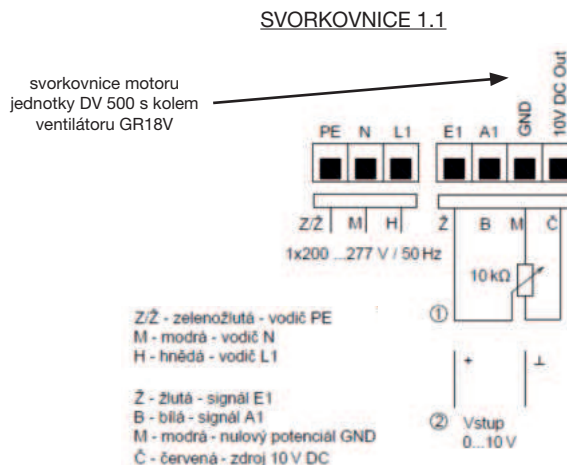 SVORKOVNICE 1.1
svorkovnice motoru
jednotky DV 500 s kolem
ventilátoru GR18V
PE N L1 E1 A1 GND 10V DC Out
Z/Ž M H Ž B M Č
1x200 ...277 V / 50 Hz
10 kΩ
①
Z/Ž - zelenožlutá - vodič PE
M - modrá - vodič N
H - hnědá - vodič L1
+ ⊥
Ž - žlutá - signál E1
B - bílá - signál A1
M - modrá - nulový potenciál GND
Č - červená - zdroj 10 V DC
② Vstup
0...10 V